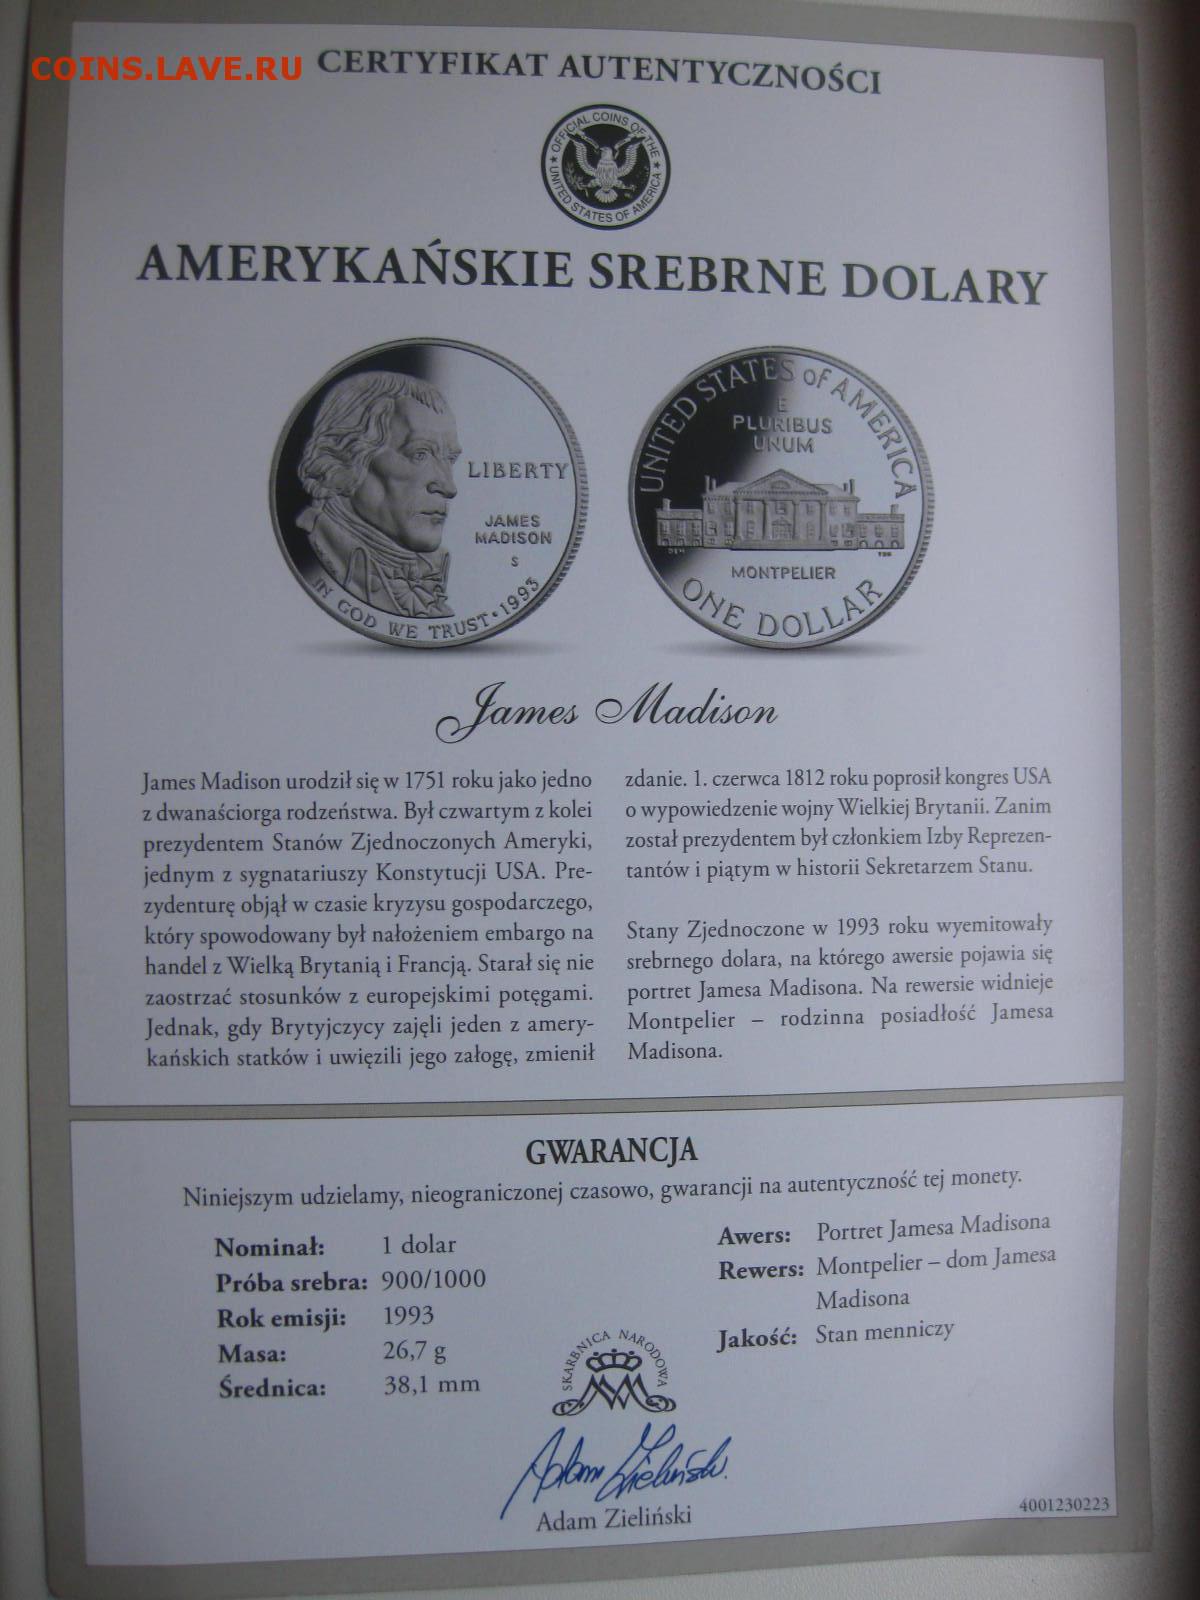 COINS.LAVE.RU
CERTYFIKAT AUTENTYCZNOŚCI
OFFICIAL COINS OF THE
UNITED STATES OF AMERICA
AMERYKAŃSKIE SREBRNE DOLARY
LIBERTY
JAMES
MADISON
S
IN GOD WE TRUST • 1993
UNITED STATES OF AMERICA
E
PLURIBUS
UNUM
MONTPELIER
ONE DOLLAR
James Madison
James Madison urodził się w 1751 roku jako jedno
z dwanaściorga rodzeństwa. Był czwartym z kolei
prezydentem Stanów Zjednoczonych Ameryki,
jednym z sygnatariuszy Konstytucji USA. Pre-
zydenturę objął w czasie kryzysu gospodarczego,
który spowodowany był nałożeniem embargo na
handel z Wielką Brytanią i Francją. Starał się nie
zaostrzać stosunków z europejskimi potęgami.
Jednak, gdy Brytyjczycy zajęli jeden z amery-
kańskich statków i uwięzili jego załogę, zmienił
zdanie. 1. czerwca 1812 roku poprosił kongres USA
o wypowiedzenie wojny Wielkiej Brytanii. Zanim
został prezydentem był członkiem Izby Reprezen-
tantów i piątym w historii Sekretarzem Stanu.
Stany Zjednoczone w 1993 roku wyemitowały
srebrnego dolara, na którego awersie pojawia się
portret Jamesa Madisona. Na rewersie widnieje
Montpelier – rodzinna posiadłość Jamesa
Madisona.
GWARANCJA
Niniejszym udzielamy, nieograniczonej czasowo, gwarancji na autentyczność tej monety.
Nominał: 1 dolar
Próba srebra: 900/1000
Rok emisji: 1993
Masa: 26,7 g
Średnica: 38,1 mm
Awers: Portret Jamesa Madisona
Rewers: Montpelier – dom Jamesa
Madisona
Jakość: Stan menniczy
SKARBNICA NARODOWA
Adam Zieliński
Adam Zieliński
4001230223